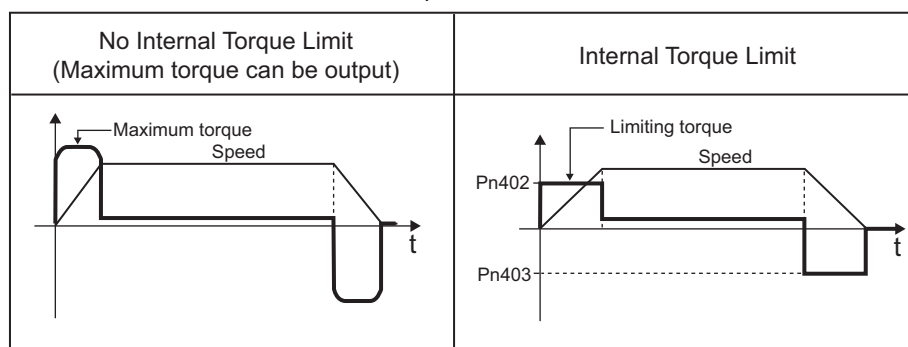 No Internal Torque Limit
(Maximum torque can be output)
Internal Torque Limit
Maximum torque
Speed
t
Limiting torque
Speed
Pn402
t
Pn403